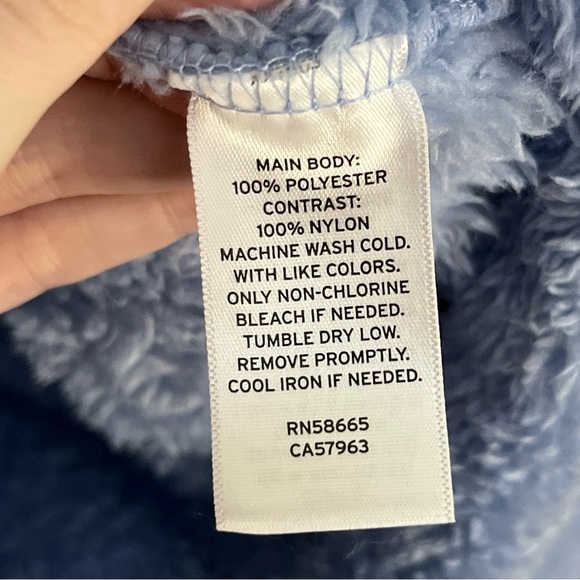 MAIN BODY:
100% POLYESTER
CONTRAST:
100% NYLON
MACHINE WASH COLD.
WITH LIKE COLORS.
ONLY NON-CHLORINE
BLEACH IF NEEDED.
TUMBLE DRY LOW.
REMOVE PROMPTLY.
COOL IRON IF NEEDED.
RN58665
CA57963